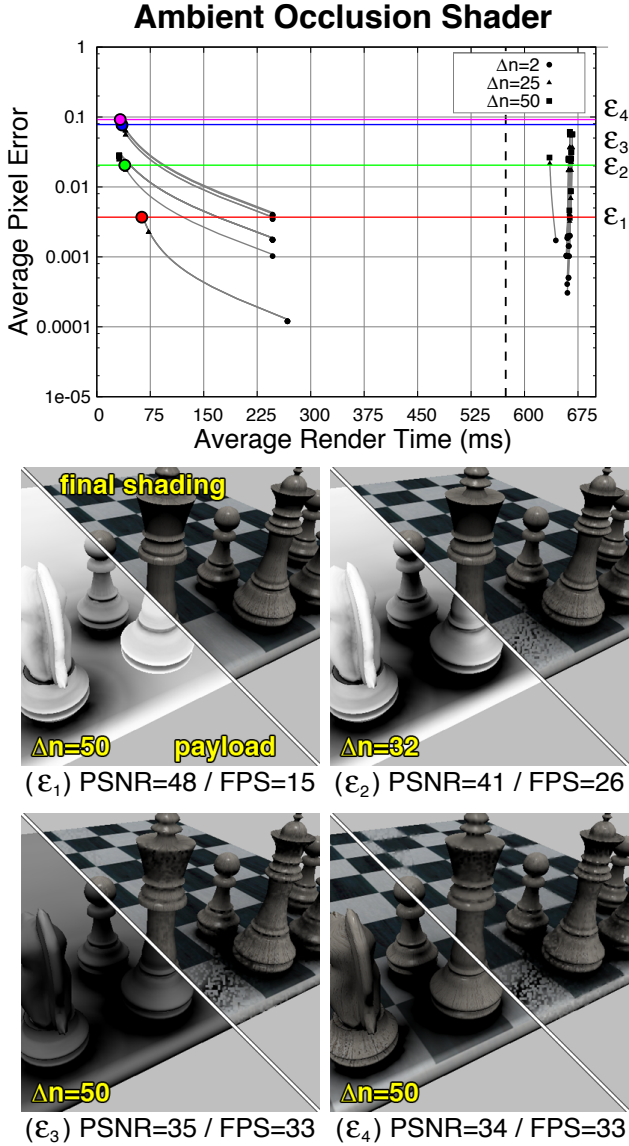 Ambient Occlusion Shader
1
0.1
0.01
0.001
0.0001
1e-05
Average Pixel Error
Δn=2
Δn=25
Δn=50
ε4
ε3
ε2
ε1
0 75 150 225 300 375 450 525 600 675
Average Render Time (ms)
final shading
Δn=50 payload
Δn=32
(ε1) PSNR=48 / FPS=15 (ε2) PSNR=41 / FPS=26
Δn=50
Δn=50
(ε3) PSNR=35 / FPS=33 (ε4) PSNR=34 / FPS=33